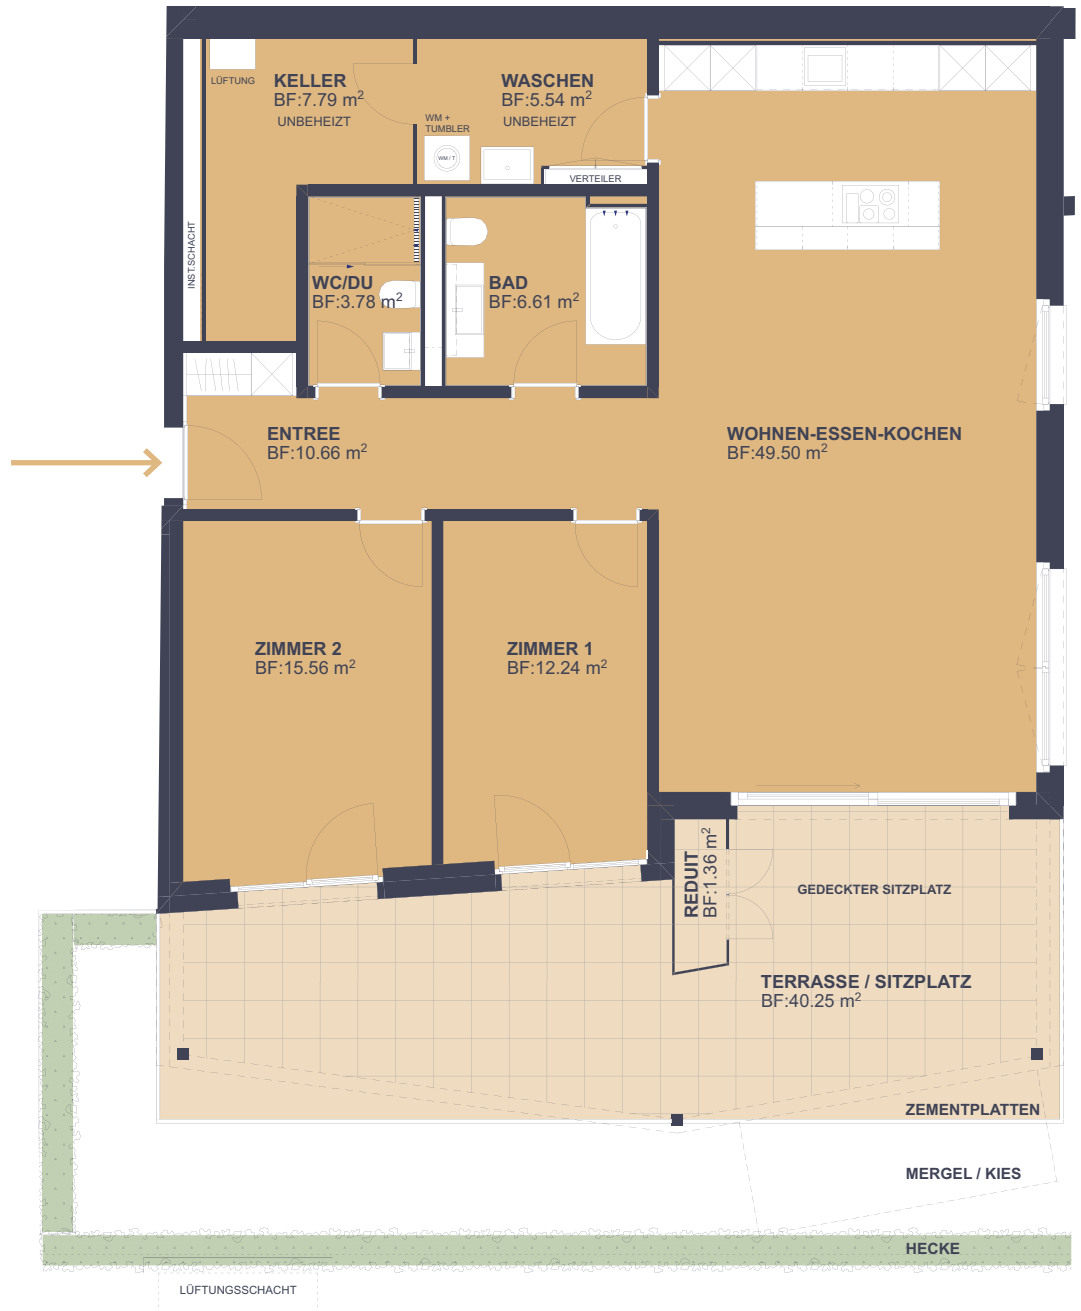 LÜFTUNG
KELLER
BF:7.79 m²
UNBEHEIZT
WASCHEN
BF:5.54 m²
UNBEHEIZT
WM +
TUMBLER
WM / T
VERTEILER
INST.SCHACHT
WC/DU
BF:3.78 m²
BAD
BF:6.61 m²
ENTREE
BF:10.66 m²
WOHNEN-ESSEN-KOCHEN
BF:49.50 m²
ZIMMER 2
BF:15.56 m²
ZIMMER 1
BF:12.24 m²
REDUIT
BF:1.36 m²
GEDECKTER SITZPLATZ
TERRASSE / SITZPLATZ
BF:40.25 m²
ZEMENTPLATTEN
MERGEL / KIES
HECKE
LÜFTUNGSSCHACHT